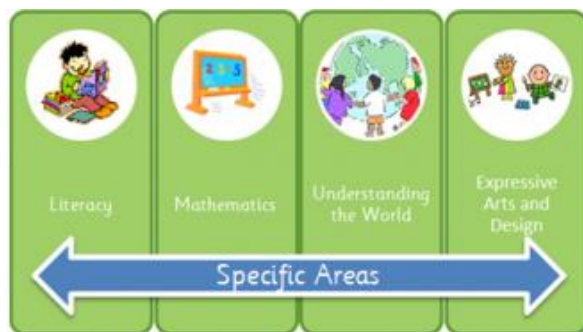 Literacy
Mathematics
Understanding
the World
Expressive
Arts and
Design
Specific Areas